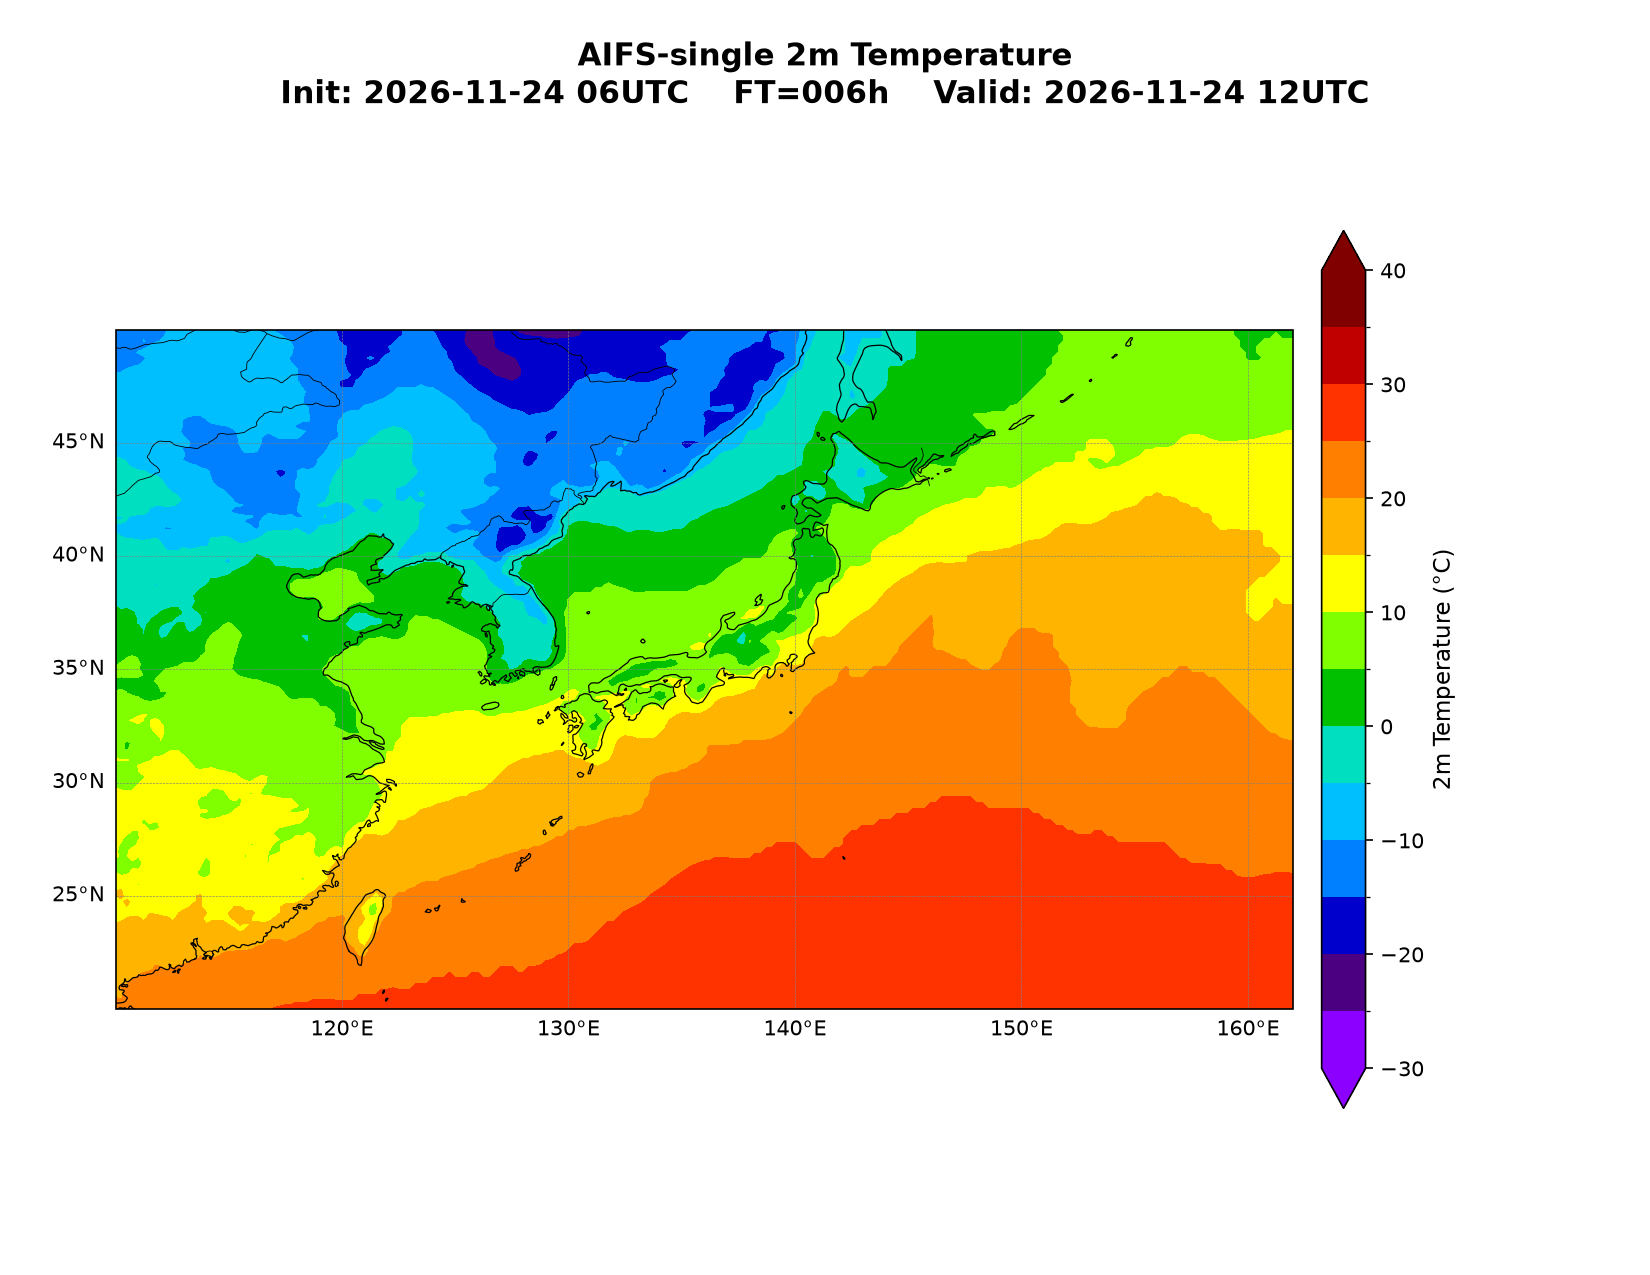 AIFS-single 2m Temperature
Init: 2026-11-24 06UTC    FT=006h    Valid: 2026-11-24 12UTC
45°N
40°N
35°N
30°N
25°N
120°E
130°E
140°E
150°E
160°E
40
30
20
10
0
−10
−20
−30
2m Temperature (°C)